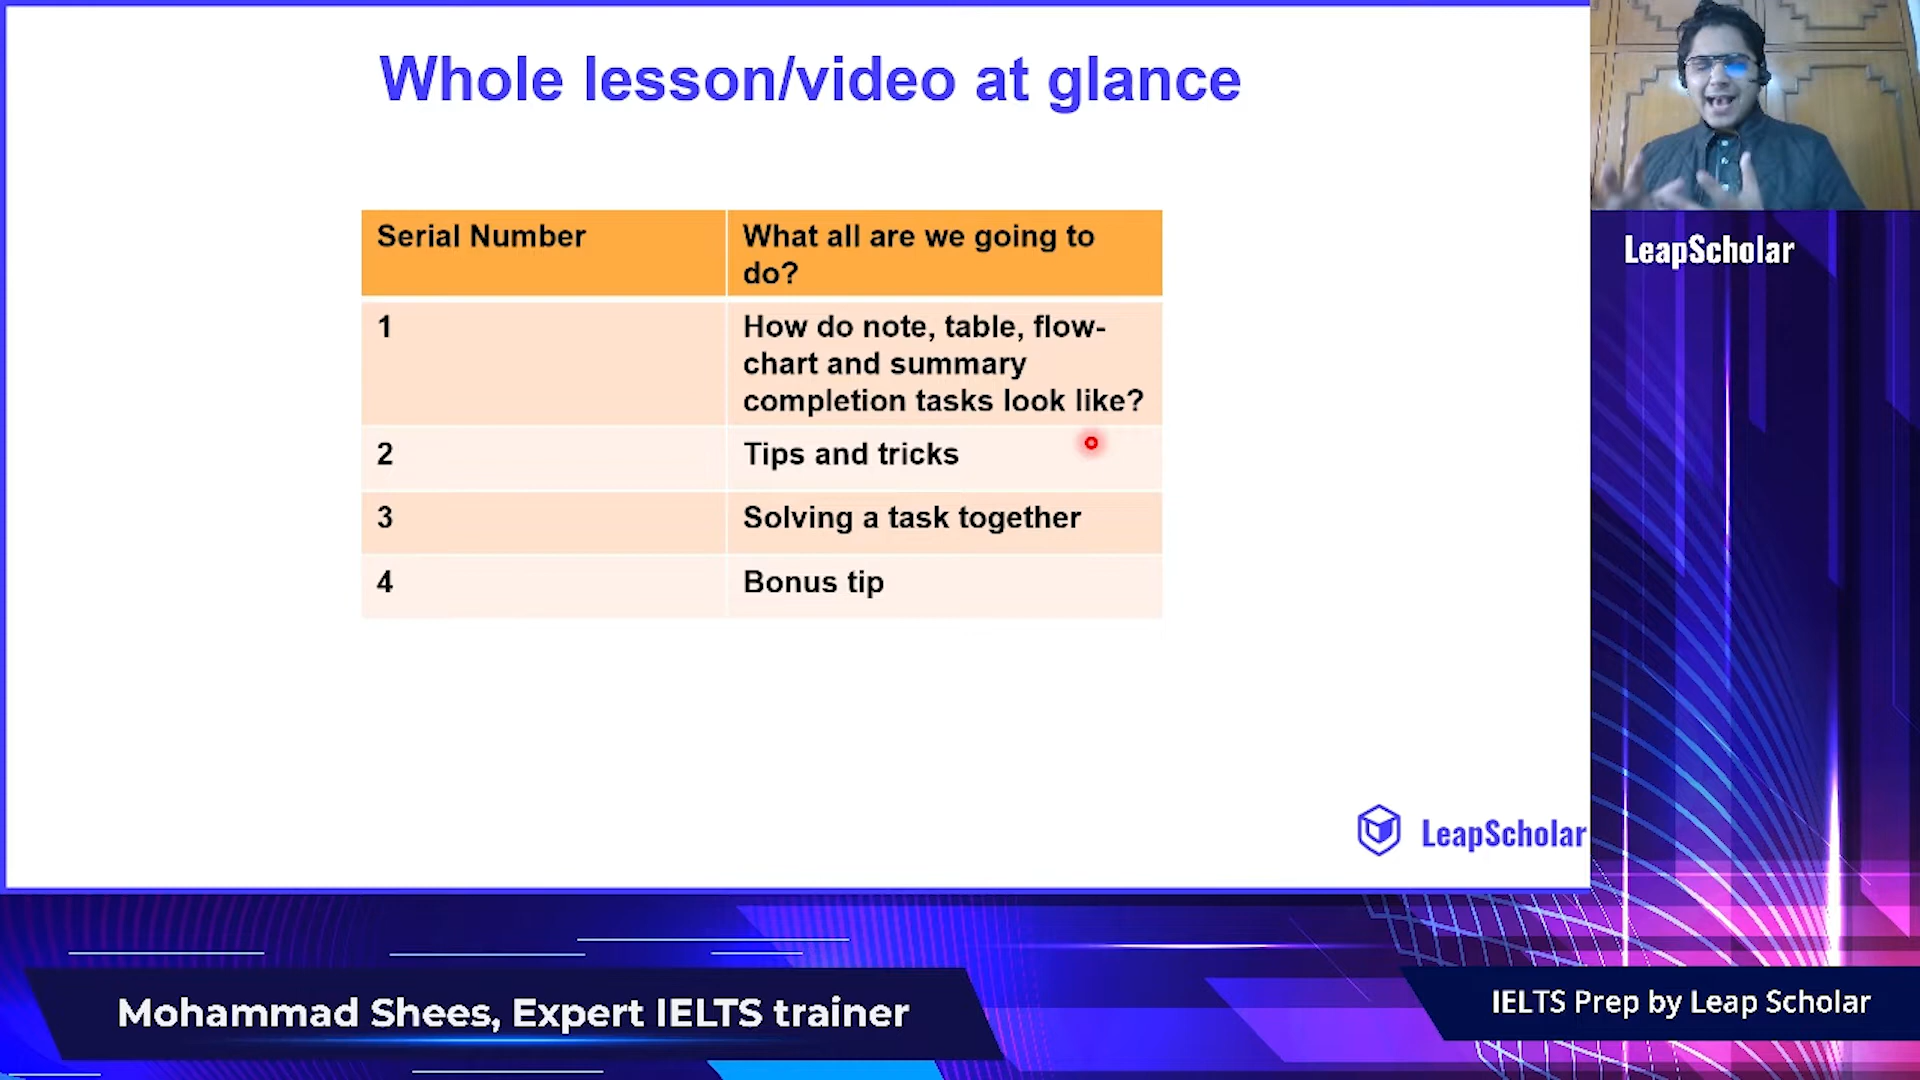 Whole lesson/video at glance
Serial Number
What all are we going to
do?
1
How do note, table, flow-
chart and summary
completion tasks look like?
2
Tips and tricks
3
Solving a task together
4
Bonus tip
LeapScholar
LeapScholar
Mohammad Shees, Expert IELTS trainer
IELTS Prep by Leap Scholar